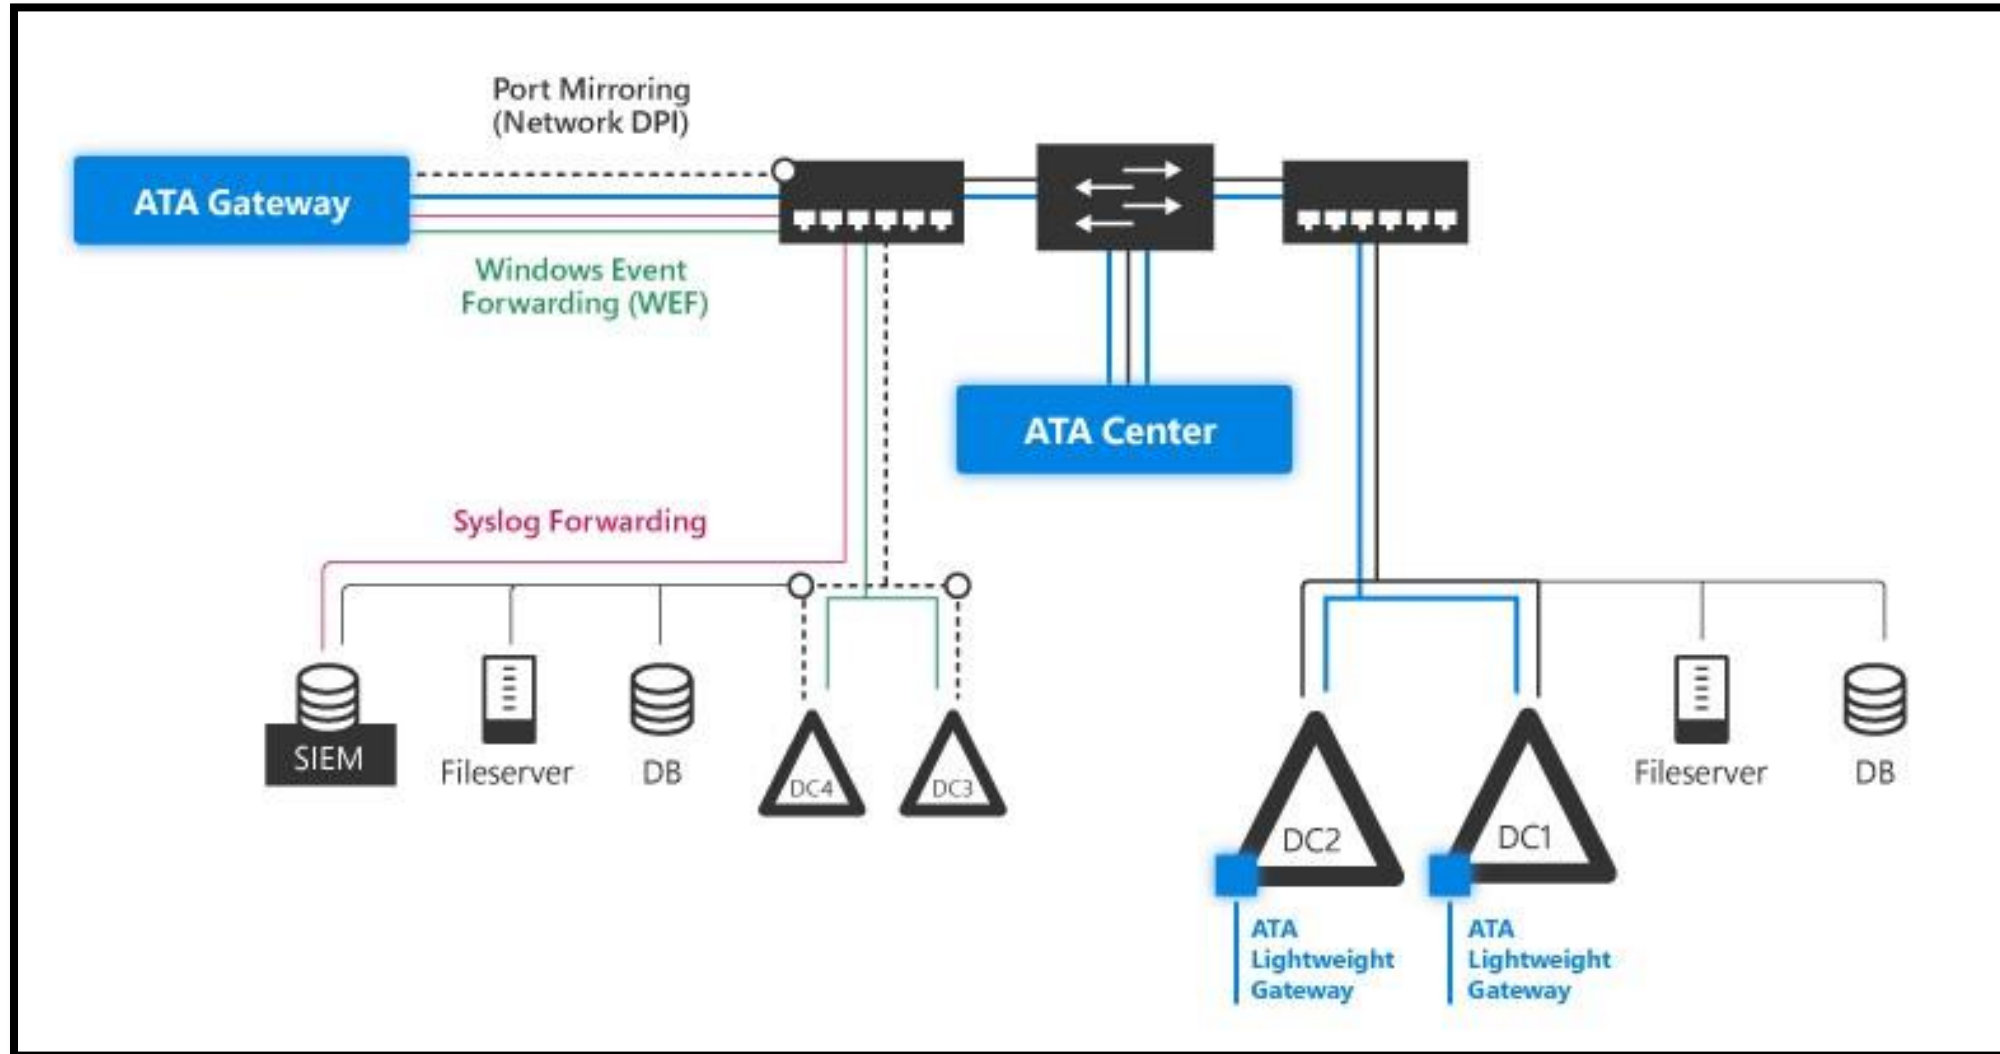 Port Mirroring
(Network DPI)
ATA Gateway
Windows Event
Forwarding (WEF)
ATA Center
Syslog Forwarding
SIEM
Fileserver
DB
DC4
DC3
DC2
DC1
Fileserver
DB
ATA
Lightweight
Gateway
ATA
Lightweight
Gateway